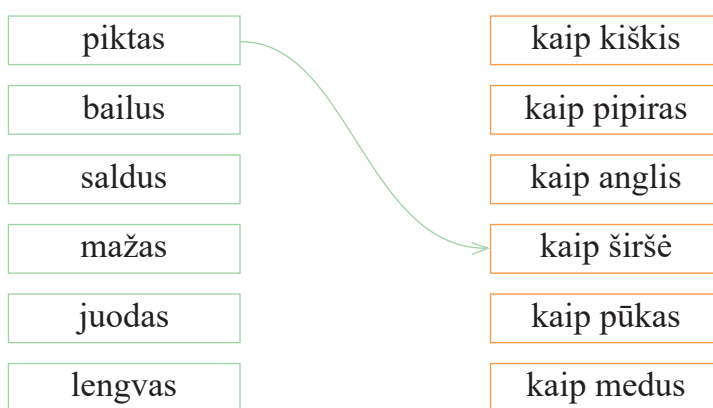 piktas
bailus
saldus
mažas
juodas
lengvas
kaip kiškis
kaip pipiras
kaip anglis
kaip širšė
kaip pūkas
kaip medus